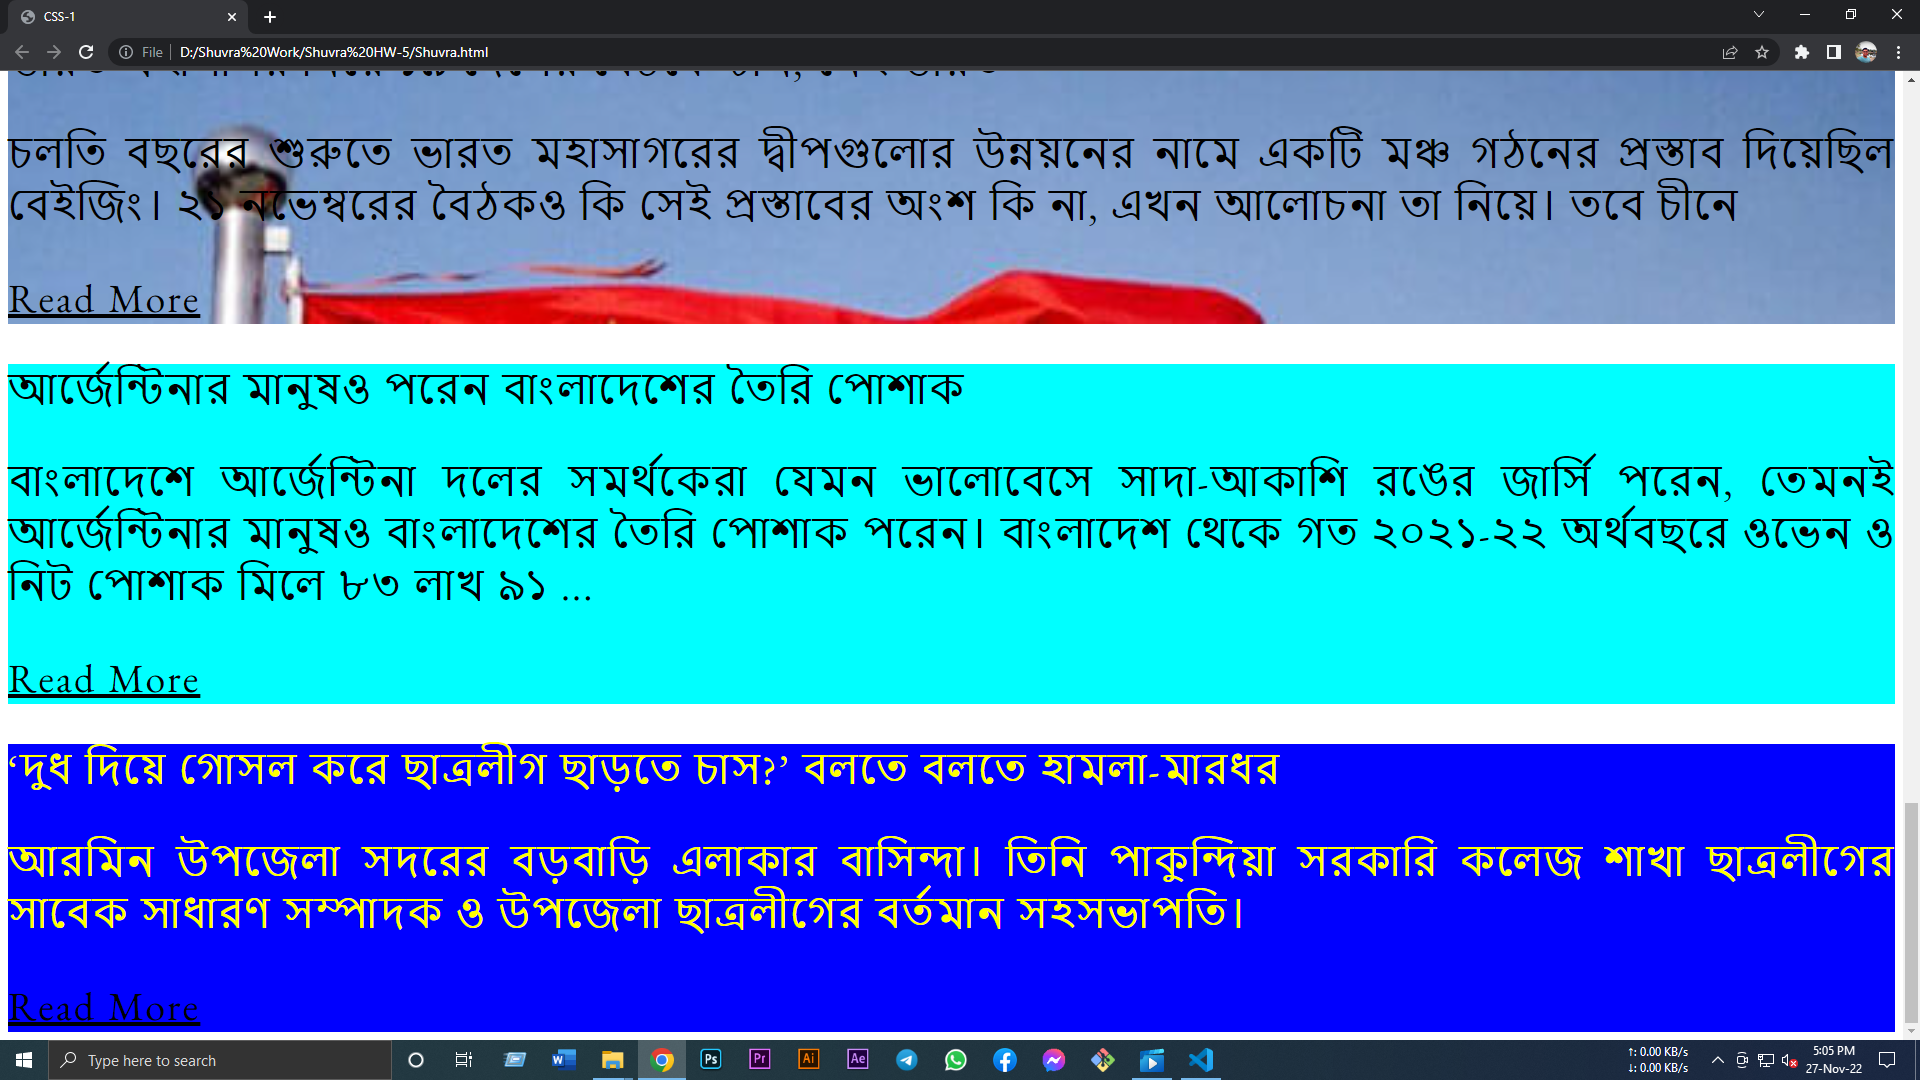 CSS-1
File
D:/Shuvra%20Work/Shuvra%20HW-5/Shuvra.html
চলতি বছরের শুরুতে ভারত মহাসাগরের দ্বীপগুলোর উন্নয়নের নামে একটি মঞ্চ গঠনের প্রস্তাব দিয়েছিল
বেইজিং। ২১ নভেম্বরের বৈঠকও কি সেই প্রস্তাবের অংশ কি না, এখন আলোচনা তা নিয়ে। তবে চীনে
Read More
আর্জেন্টিনার মানুষও পরেন বাংলাদেশের তৈরি পোশাক
বাংলাদেশে আর্জেন্টিনা দলের সমর্থকেরা যেমন ভালোবেসে সাদা-আকাশি রঙের জার্সি পরেন, তেমনই
আর্জেন্টিনার মানুষও বাংলাদেশের তৈরি পোশাক পরেন। বাংলাদেশ থেকে গত ২০২১-২২ অর্থবছরে ওভেন ও
নিট পোশাক মিলে ৮৩ লাখ ৯১ ...
Read More
‘দুধ দিয়ে গোসল করে ছাত্রলীগ ছাড়তে চাস?’ বলতে বলতে হামলা-মারধর
আরমিন উপজেলা সদরের বড়বাড়ি এলাকার বাসিন্দা। তিনি পাকুন্দিয়া সরকারি কলেজ শাখা ছাত্রলীগের
সাবেক সাধারণ সম্পাদক ও উপজেলা ছাত্রলীগের বর্তমান সহসভাপতি।
Read More
Type here to search
Ps
Pr
Ai
Ae
↑: 0.00 KB/s
↓: 0.00 KB/s
5:05 PM
27-Nov-22